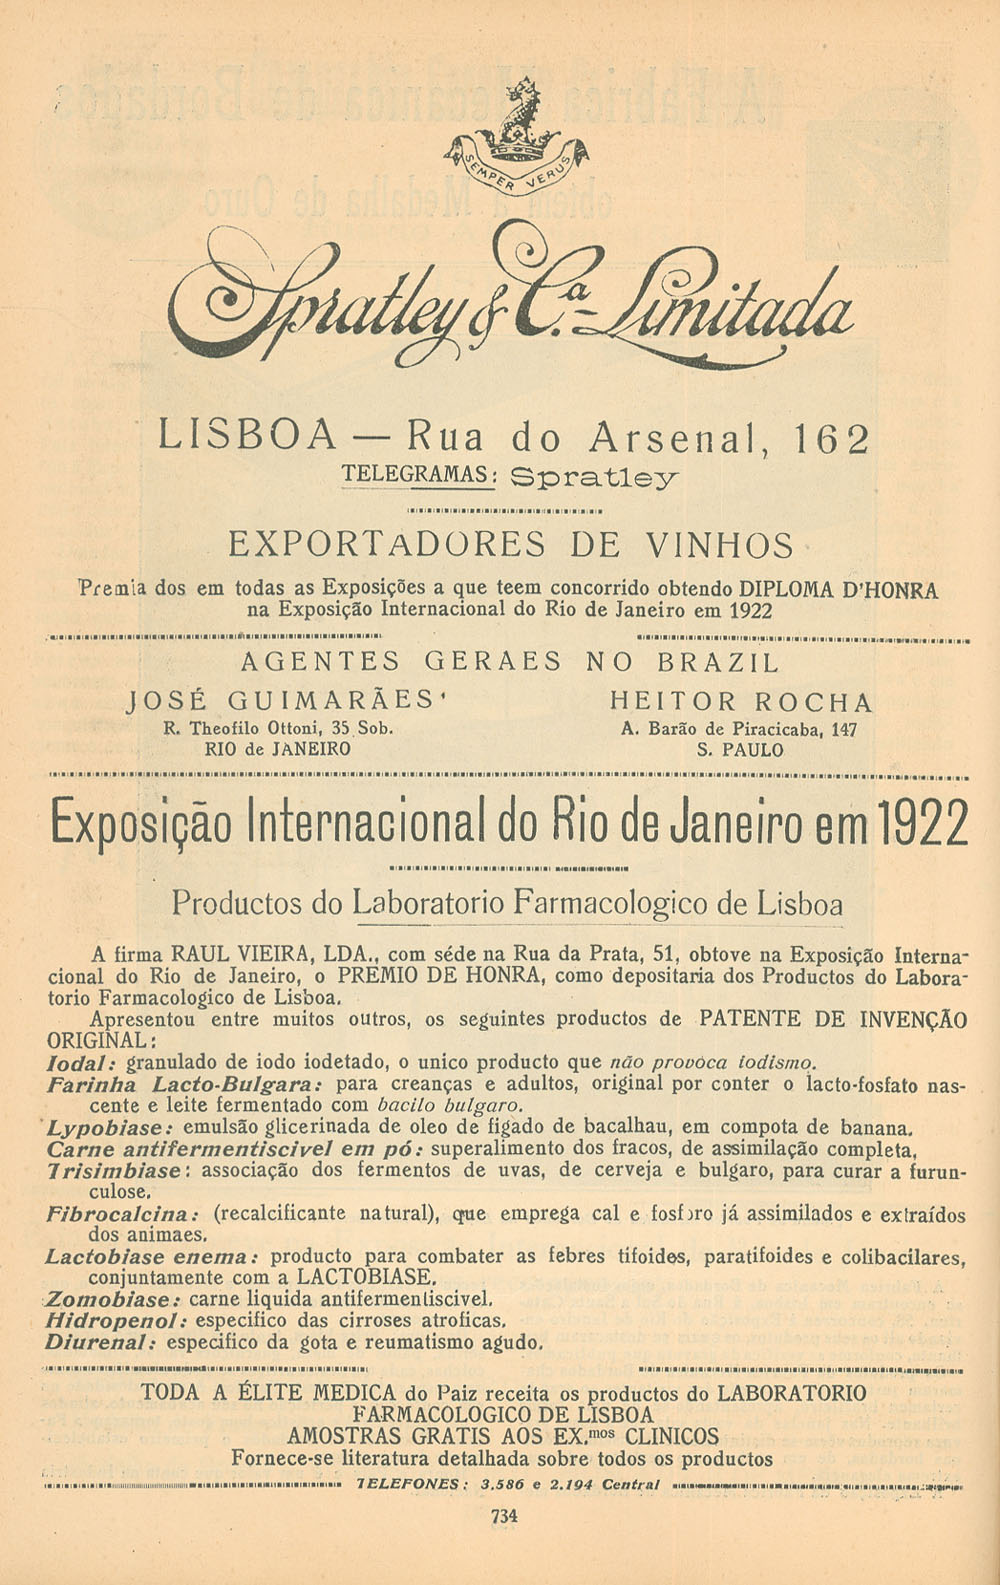 SEMPER VERUS
Spratley & C.ª Limitada
LISBOA — Rua do Arsenal, 162
TELEGRAMAS: Spratley
EXPORTADORES DE VINHOS
Premia dos em todas as Exposições a que teem concorrido obtendo DIPLOMA D'HONRA
na Exposição Internacional do Rio de Janeiro em 1922
AGENTES GERAES NO BRAZIL
JOSÉ GUIMARÃES
R. Theofilo Ottoni, 35 Sob.
RIO de JANEIRO
HEITOR ROCHA
A. Barão de Piracicaba, 147
S. PAULO
Exposição Internacional do Rio de Janeiro em 1922
Productos do Laboratorio Farmacologico de Lisboa
A firma RAUL VIEIRA, LDA., com séde na Rua da Prata, 51, obtove na Exposição Interna-
cional do Rio de Janeiro, o PREMIO DE HONRA, como depositaria dos Productos do Labora-
torio Farmacologico de Lisboa.
Apresentou entre muitos outros, os seguintes productos de PATENTE DE INVENÇÃO
ORIGINAL:
Iodal: granulado de iodo iodetado, o unico producto que não provòca iodismo.
Farinha Lacto-Bulgara: para creanças e adultos, original por conter o lacto-fosfato nas-
cente e leite fermentado com bacilo bulgaro.
Lypobiase: emulsão glicerinada de oleo de figado de bacalhau, em compota de banana.
Carne antifermentiscivel em pó: superalimento dos fracos, de assimilação completa,
Trisimbiase: associação dos fermentos de uvas, de cerveja e bulgaro, para curar a furun-
culose.
Fibrocalcina: (recalcificante natural), que emprega cal e fosforo já assimilados e extraídos
dos animaes.
Lactobiase enema: producto para combater as febres tifoides, paratifoides e colibacilares,
conjuntamente com a LACTOBIASE.
Zomobiase: carne liquida antifermentiscivel.
Hidropenol: especifico das cirroses atroficas.
Diurenal: especifico da gota e reumatismo agudo.
TODA A ÉLITE MEDICA do Paiz receita os productos do LABORATORIO
FARMACOLOGICO DE LISBOA
AMOSTRAS GRATIS AOS EX.mos CLINICOS
Fornece-se literatura detalhada sobre todos os productos
TELEFONES: 3.586 e 2.194 Central
734